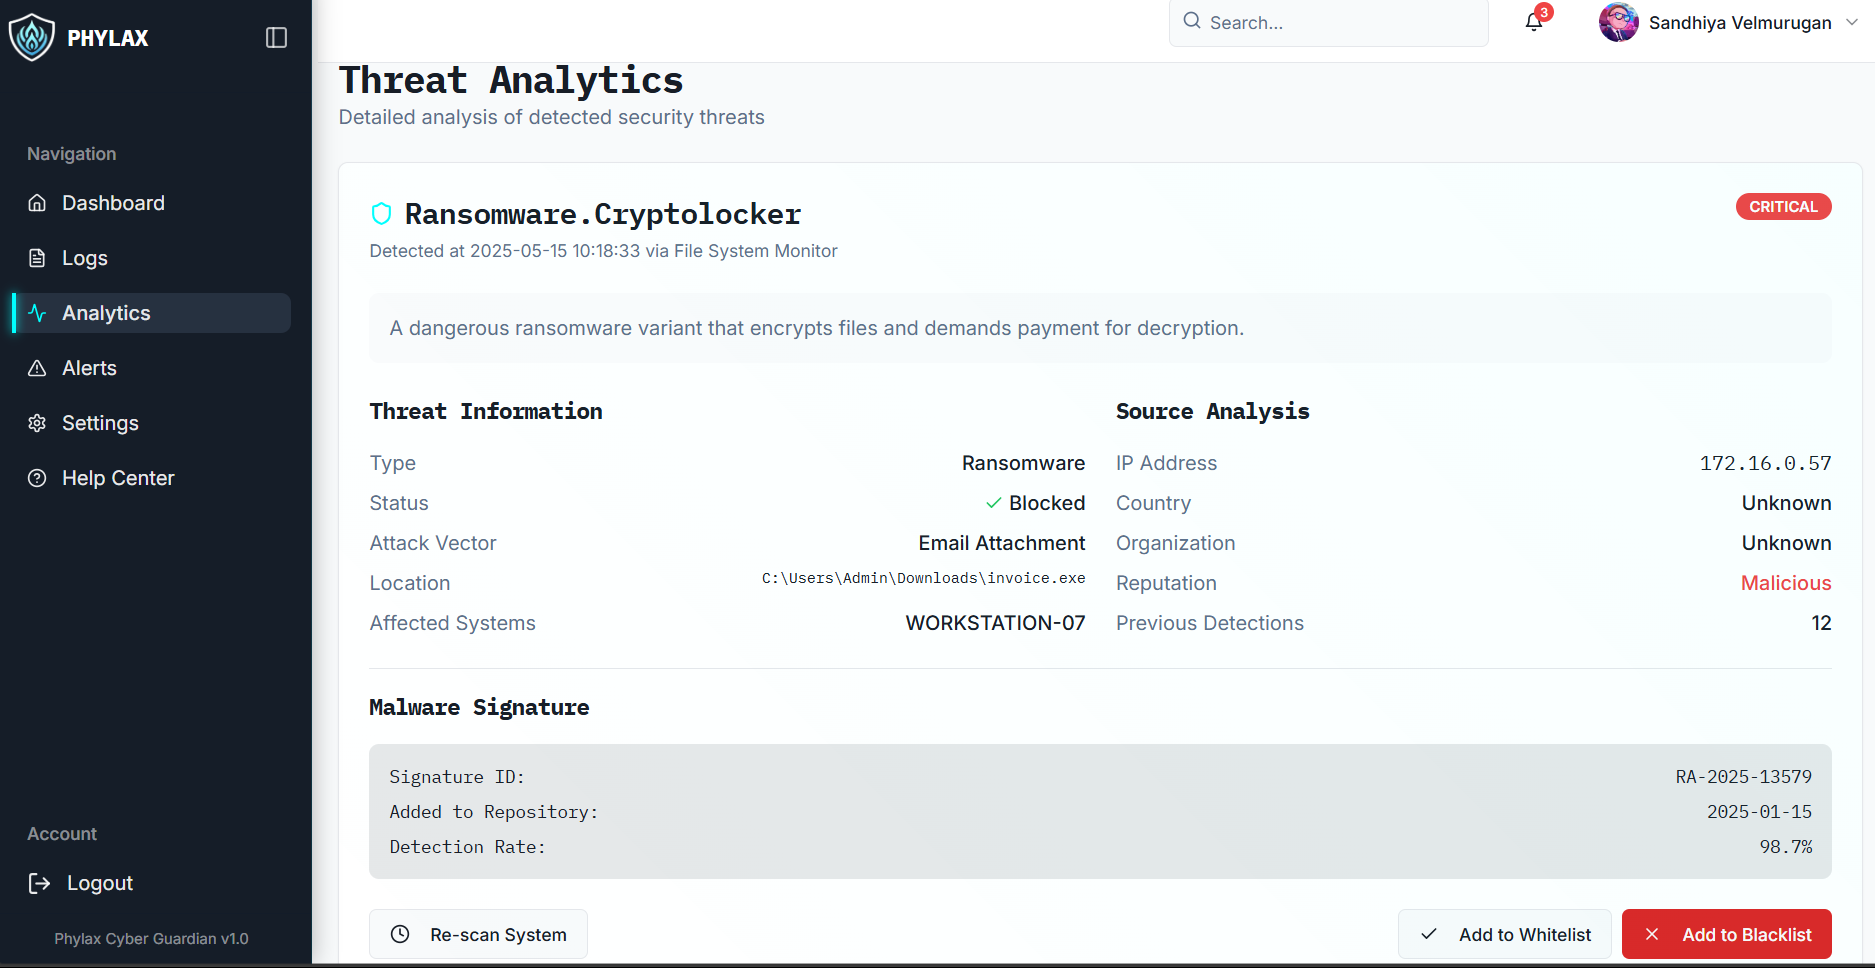 PHYLAX
Search...
3
Sandhiya Velmurugan
Navigation
Dashboard
Logs
Analytics
Alerts
Settings
Help Center
Account
Logout
Phylax Cyber Guardian v1.0
Threat Analytics
Detailed analysis of detected security threats
Ransomware.Cryptolocker
CRITICAL
Detected at 2025-05-15 10:18:33 via File System Monitor
A dangerous ransomware variant that encrypts files and demands payment for decryption.
Threat Information
Type Ransomware
Status Blocked
Attack Vector Email Attachment
Location C:\Users\Admin\Downloads\invoice.exe
Affected Systems WORKSTATION-07
Source Analysis
IP Address 172.16.0.57
Country Unknown
Organization Unknown
Reputation Malicious
Previous Detections 12
Malware Signature
Signature ID: RA-2025-13579
Added to Repository: 2025-01-15
Detection Rate: 98.7%
Re-scan System
Add to Whitelist
Add to Blacklist